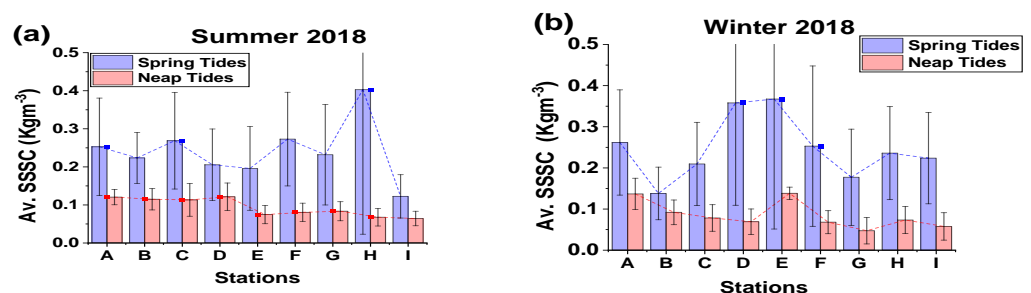 (a)
Summer 2018
Spring Tides
Neap Tides
Av. SSSC (Kgm-3)
0.5
0.4
0.3
0.2
0.1
0.0
A B C D E F G H I
Stations
(b)
Winter 2018
Spring Tides
Neap Tides
Av. SSSC (Kgm-3)
0.5
0.4
0.3
0.2
0.1
0.0
A B C D E F G H I
Stations